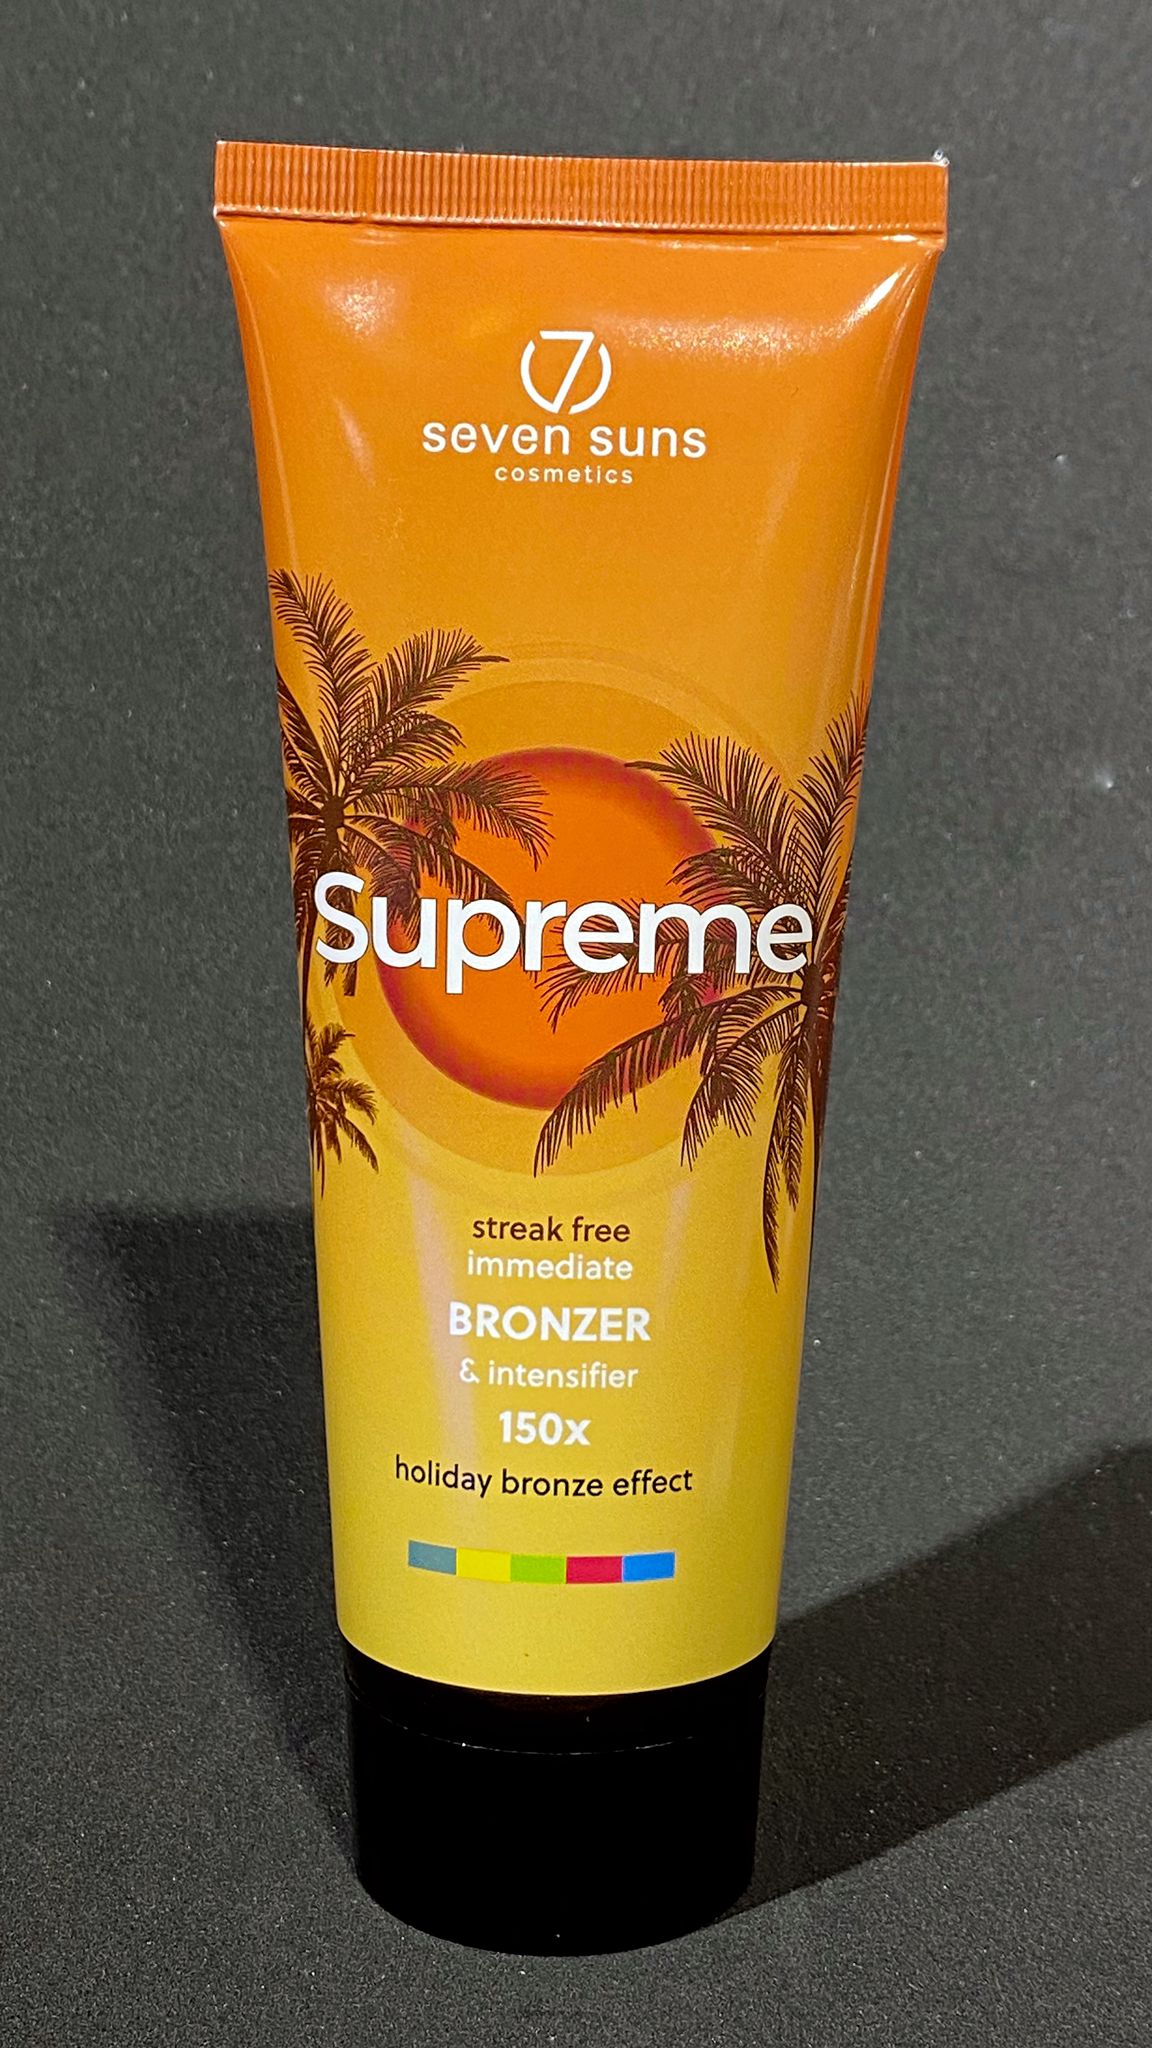 7
seven suns
cosmetics
Supreme
streak free
immediate
BRONZER
& intensifier
150x
holiday bronze effect